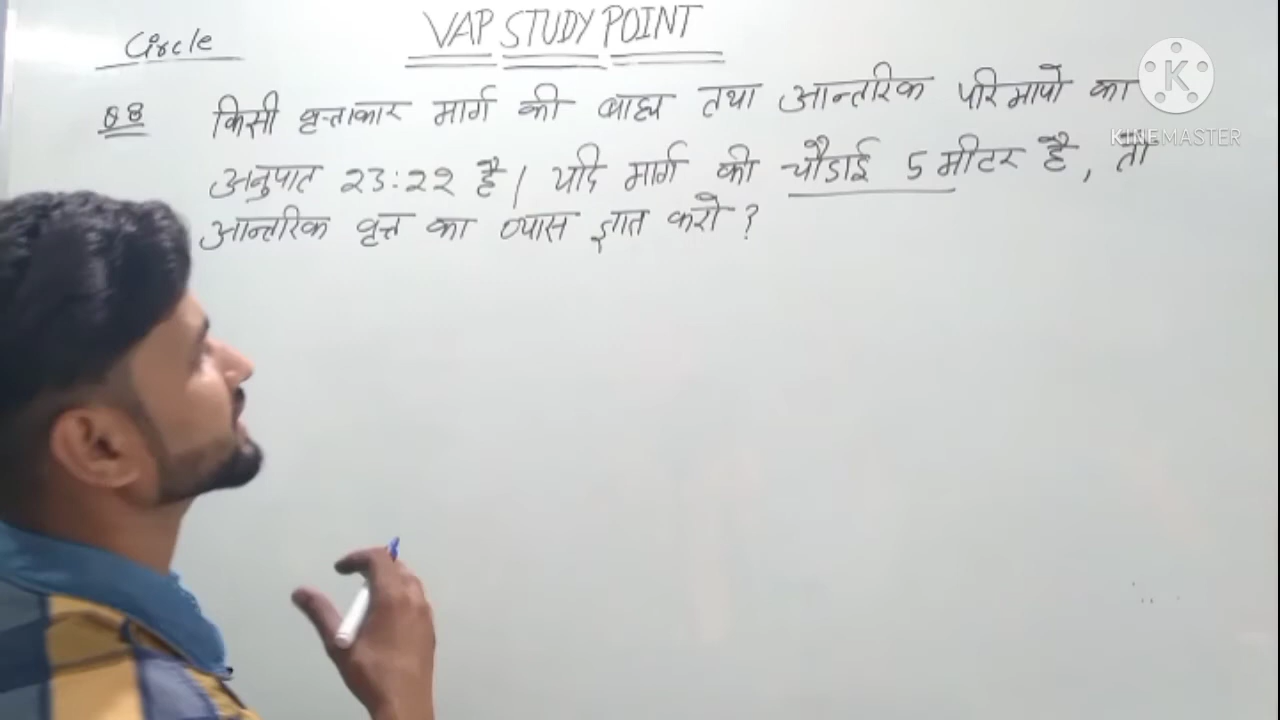 Circle
VAP STUDY POINT
Q8 किसी वृत्ताकार मार्ग की बाह्य तथा आन्तरिक परिमापो का
अनुपात 23:22 है। यदि मार्ग की चौडाई 5 मीटर है, तो
आन्तरिक वृत्त का व्यास ज्ञात करो ?
K
KINEMASTER